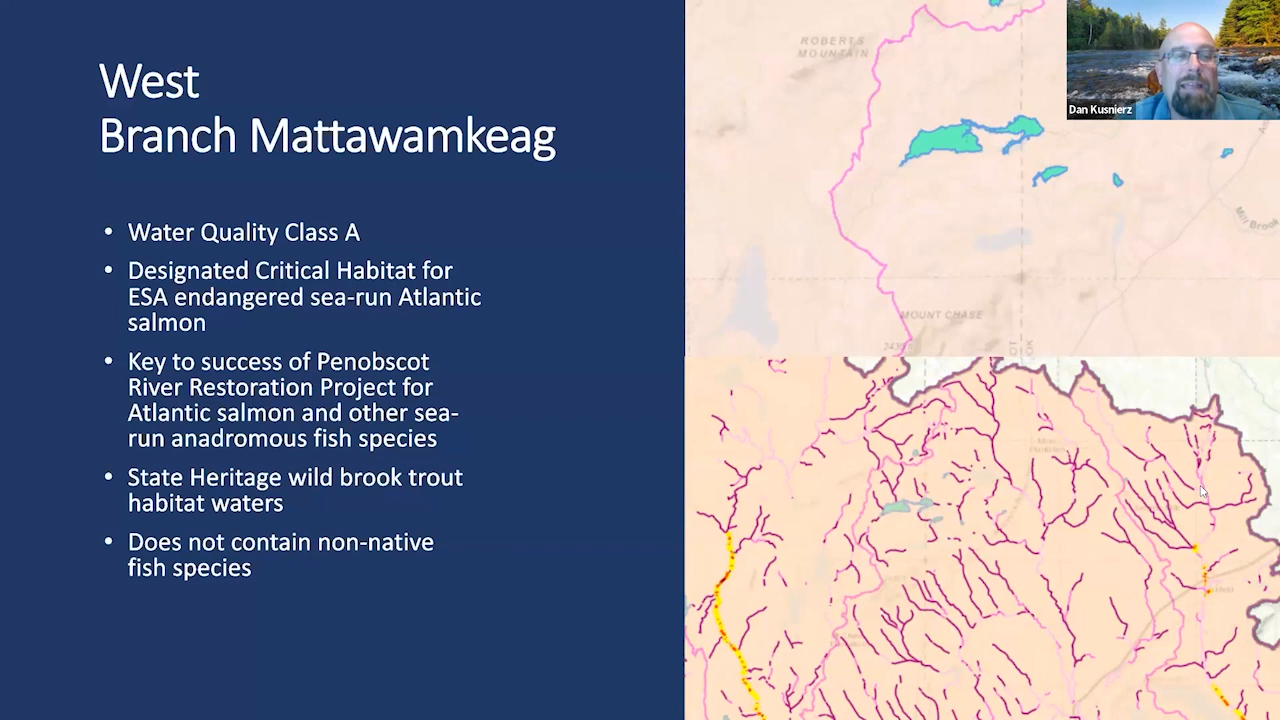 West
Branch Mattawamkeag
• Water Quality Class A
• Designated Critical Habitat for
ESA endangered sea-run Atlantic
salmon
• Key to success of Penobscot
River Restoration Project for
Atlantic salmon and other sea-
run anadromous fish species
• State Heritage wild brook trout
habitat waters
• Does not contain non-native
fish species
ROBERTS
MOUNTAIN
Dan Kusnierz
Mill Brook
MOUNT CHASE